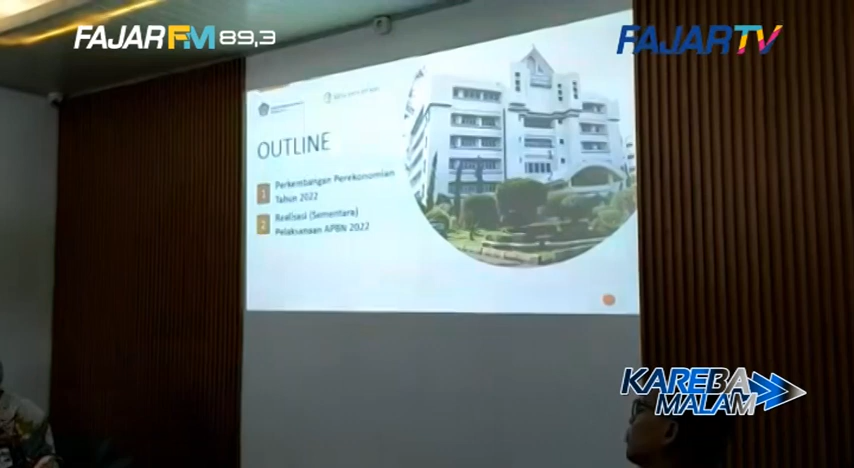 FAJAR FM 89,3
FAJAR TV
OUTLINE
1 Perkembangan Perekonomian
Tahun 2022
2 Realisasi (Sementara)
Pelaksanaan APBN 2022
KAREBA
MALAM